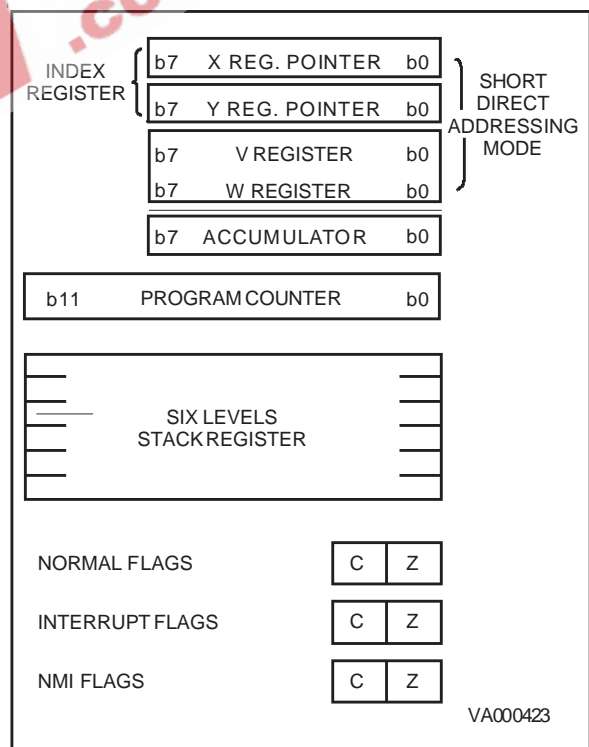 .co
INDEX
REGISTER
b7 X REG. POINTER b0
b7 Y REG. POINTER b0
b7 V REGISTER b0
b7 W REGISTER b0
b7 ACCUMULATOR b0
SHORT
DIRECT
ADDRESSING
MODE
b11 PROGRAM COUNTER b0
SIX LEVELS
STACK REGISTER
NORMAL FLAGS C Z
INTERRUPT FLAGS C Z
NMI FLAGS C Z
VA000423